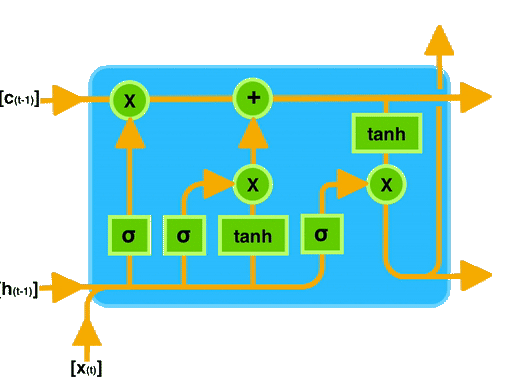 [c(t-1)]
X
+
tanh
X
X
σ
σ
tanh
σ
[h(t-1)]
[x(t)]